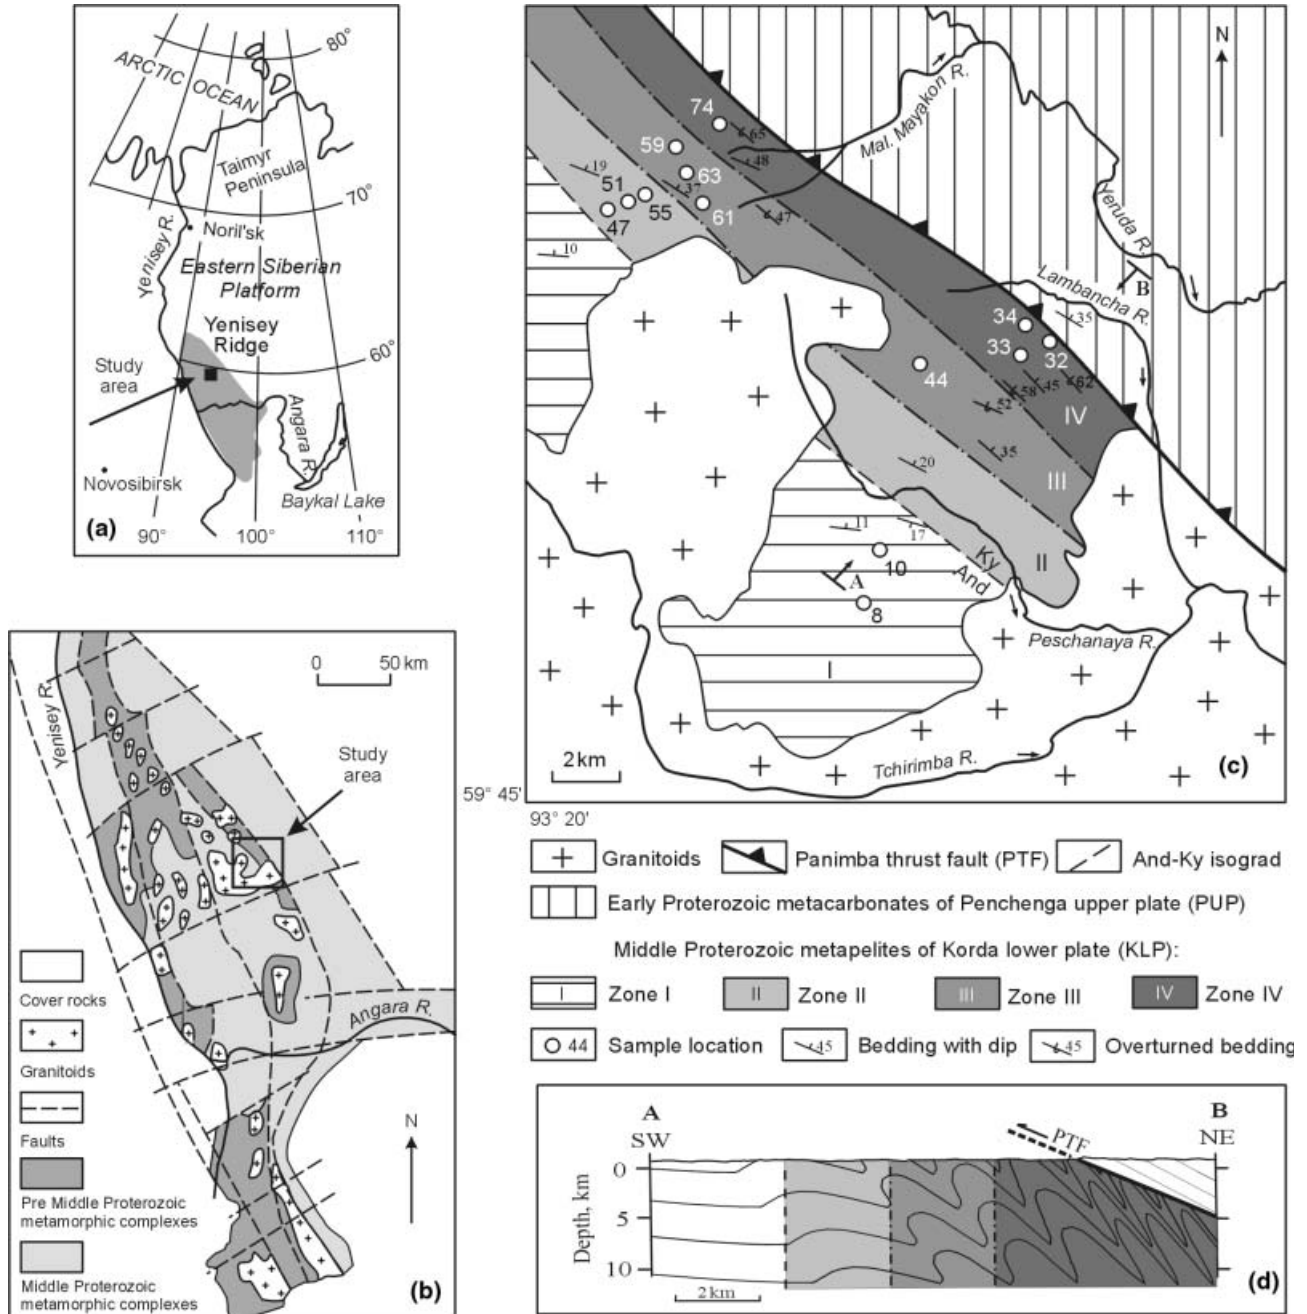 (a)
80°
ARCTIC OCEAN
Taimyr
Peninsula
70°
Yenisey R.
Noril'sk
Eastern Siberian
Platform
Yenisey
Ridge
60°
Study
area
Angara R.
Novosibirsk
Baykal Lake
90°
100°
110°
(b)
0
50 km
Yenisey R.
Study
area
Angara R.
N
Cover rocks
Granitoids
Faults
Pre Middle Proterozoic
metamorphic complexes
Middle Proterozoic
metamorphic complexes
(c)
N
74
65
Mal. Mayakon R.
59
48
19
63
51
37
55
47
61
47
10
Yeruda R.
B
Lambancha R.
35
34
33
32
44
62
45
58
52
IV
35
20
III
11
17
Ky
And
II
10
A
8
I
Peschanaya R.
2 km
Tchirimba R.
59° 45'
93° 20'
Granitoids
Panimba thrust fault (PTF)
And-Ky isograd
Early Proterozoic metacarbonates of Penchenga upper plate (PUP)
Middle Proterozoic metapelites of Korda lower plate (KLP):
I Zone I
II Zone II
III Zone III
IV Zone IV
44 Sample location
45 Bedding with dip
45 Overturned bedding
A
SW
B
NE
PTF
Depth, km
0
5
10
2 km
(d)